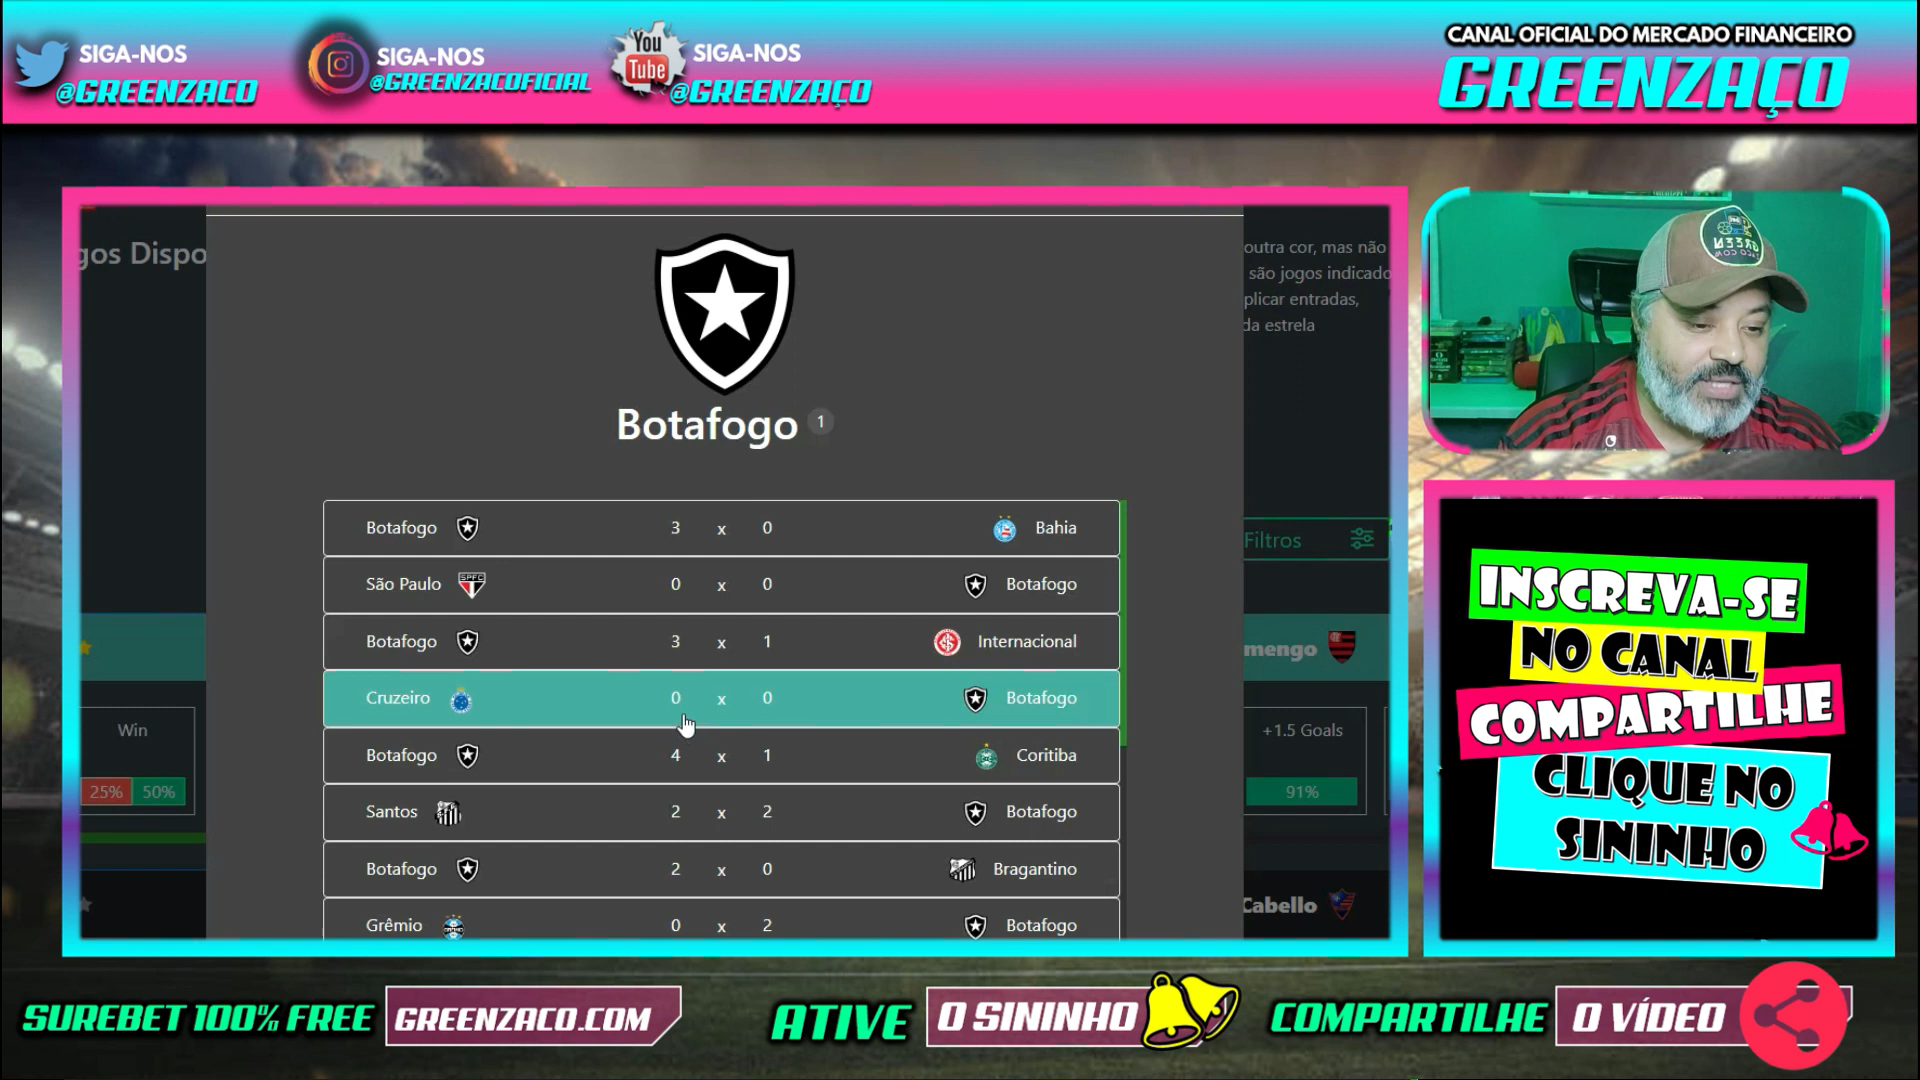 SIGA-NOS
@GREENZACO
SIGA-NOS
@GREENZACOFICIAL
You
Tube
SIGA-NOS
@GREENZAÇO
CANAL OFICIAL DO MERCADO FINANCEIRO
GREENZAÇO
gos Dispo
outra cor, mas não
são jogos indicado
plicar entradas,
da estrela
Botafogo 1
Botafogo 3 x 0 Bahia
São Paulo SPFC 0 x 0 Botafogo
Botafogo 3 x 1 Internacional
Cruzeiro 0 x 0 Botafogo
Botafogo 4 x 1 Coritiba
Santos 2 x 2 Botafogo
Botafogo 2 x 0 Bragantino
Grêmio 0 x 2 Botafogo
Win
25% 50%
Filtros
mengo
+1.5 Goals
91%
Cabello
INSCREVA-SE
NO CANAL
COMPARTILHE
CLIQUE NO
SININHO
SUREBET 100% FREE
GREENZACO.COM
ATIVE
O SININHO
COMPARTILHE
O VÍDEO